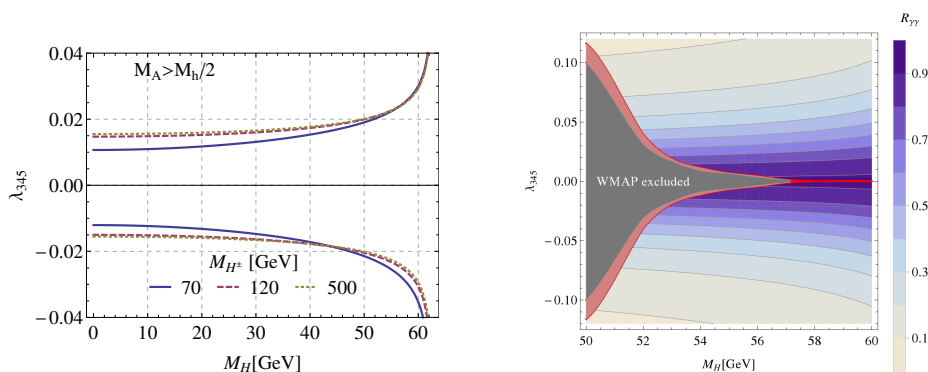 M_A>M_h/2
0.04
0.02
0.00
−0.02
−0.04
λ_345
M_H± [GeV]
70 120 500
0 10 20 30 40 50 60
M_H[GeV]
R_γγ
0.10
0.05
0.00
−0.05
−0.10
λ_345
WMAP excluded
50 52 54 56 58 60
M_H[GeV]
0.9
0.7
0.5
0.3
0.1